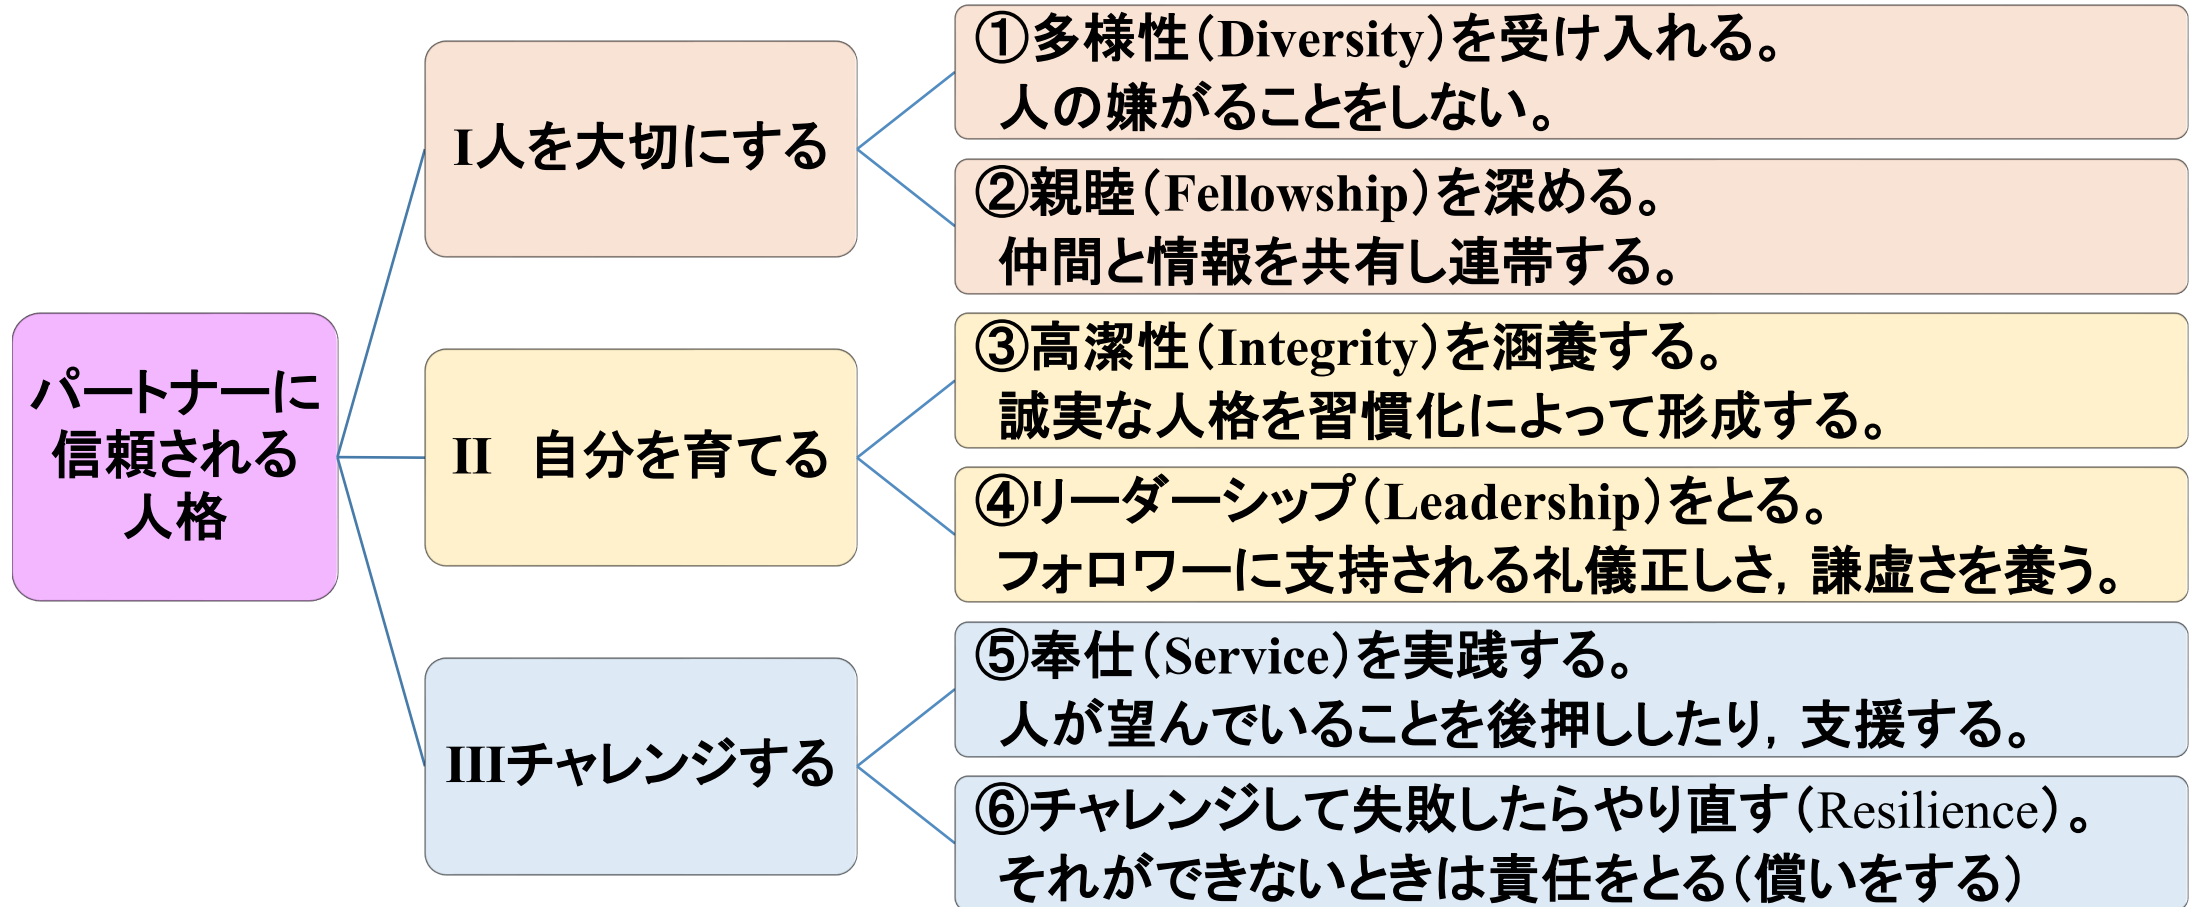 パートナーに
信頼される
人格
I人を大切にする
①多様性（Diversity）を受け入れる。
人の嫌がることをしない。
②親睦（Fellowship）を深める。
仲間と情報を共有し連帯する。
II　自分を育てる
③高潔性（Integrity）を涵養する。
誠実な人格を習慣化によって形成する。
④リーダーシップ（Leadership）をとる。
フォロワーに支持される礼儀正しさ，謙虚さを養う。
IIIチャレンジする
⑤奉仕（Service）を実践する。
人が望んでいることを後押ししたり，支援する。
⑥チャレンジして失敗したらやり直す（Resilience）。
それができないときは責任をとる（償いをする）